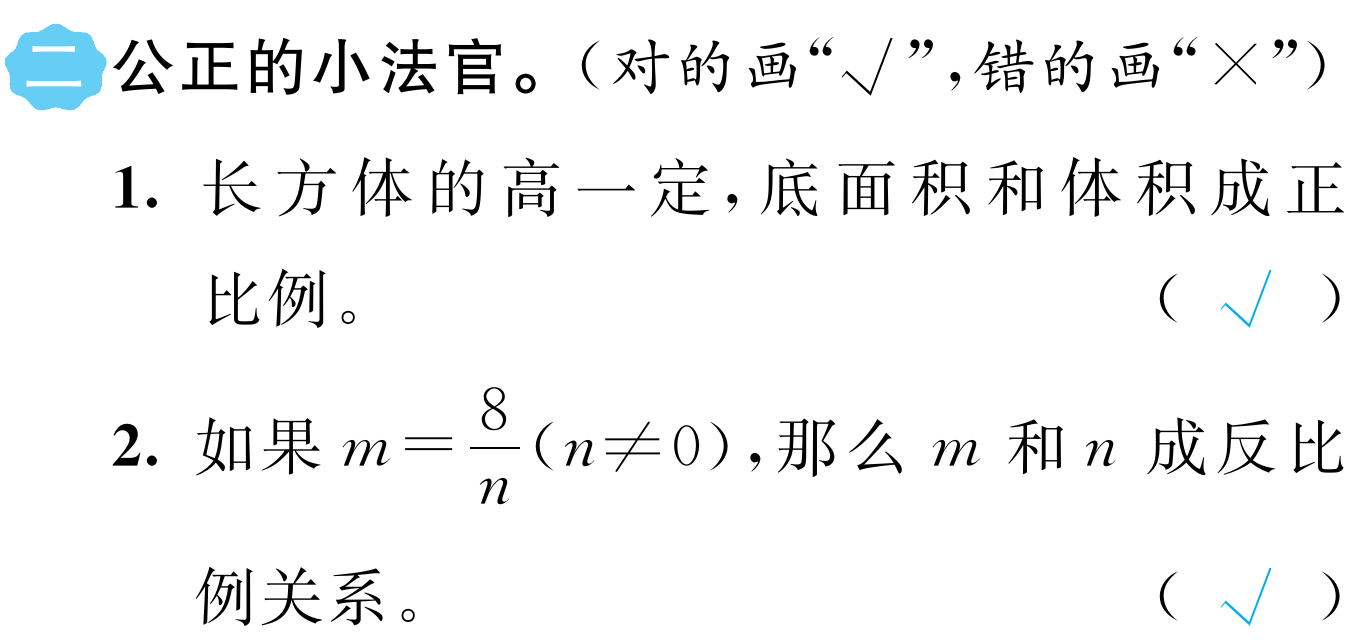 二 公正的小法官。(对的画“√”,错的画“×”)
1. 长方体的高一定,底面积和体积成正
比例。 ( √ )
2. 如果 m=8/n(n≠0),那么 m 和 n 成反比
例关系。 ( √ )